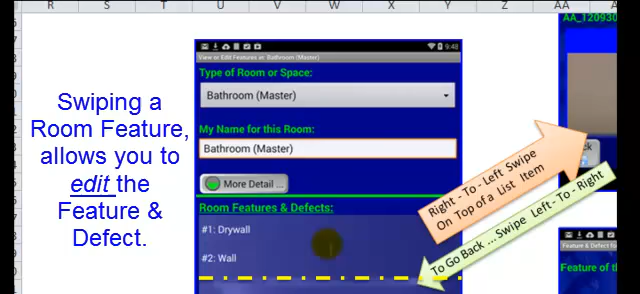 R S T U V W X Y Z AA
AA_120930
9:48
View or Edit Features in: Bathroom (Master)
Type of Room or Space:
Bathroom (Master)
My Name for this Room:
Bathroom (Master)
More Detail ...
Room Features & Defects:
#1: Drywall
#2: Wall
Swiping a
Room Feature,
allows you to
edit the
Feature &
Defect.
Right - To - Left Swipe
On Top of a List Item
To Go Back ... Swipe Left - To - Right
Feature of th